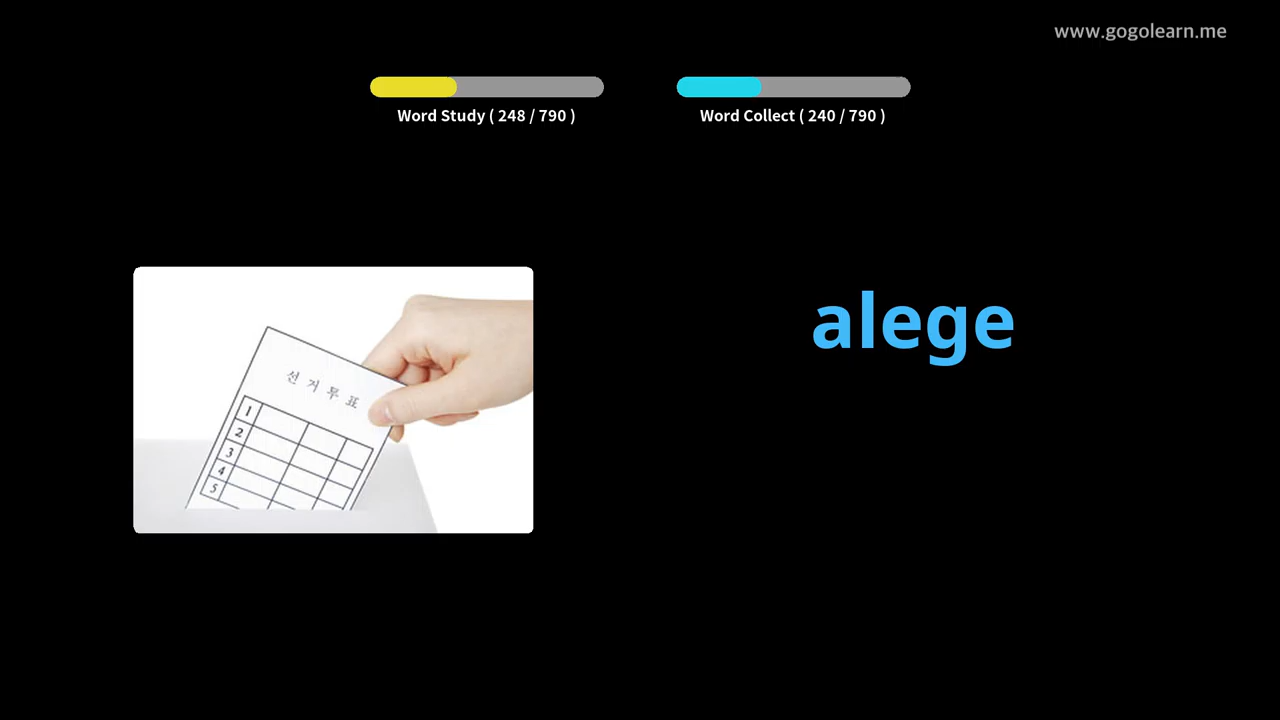 www.gogolearn.me
Word Study ( 248 / 790 )
Word Collect ( 240 / 790 )
alege
선거투표
1
2
3
4
5